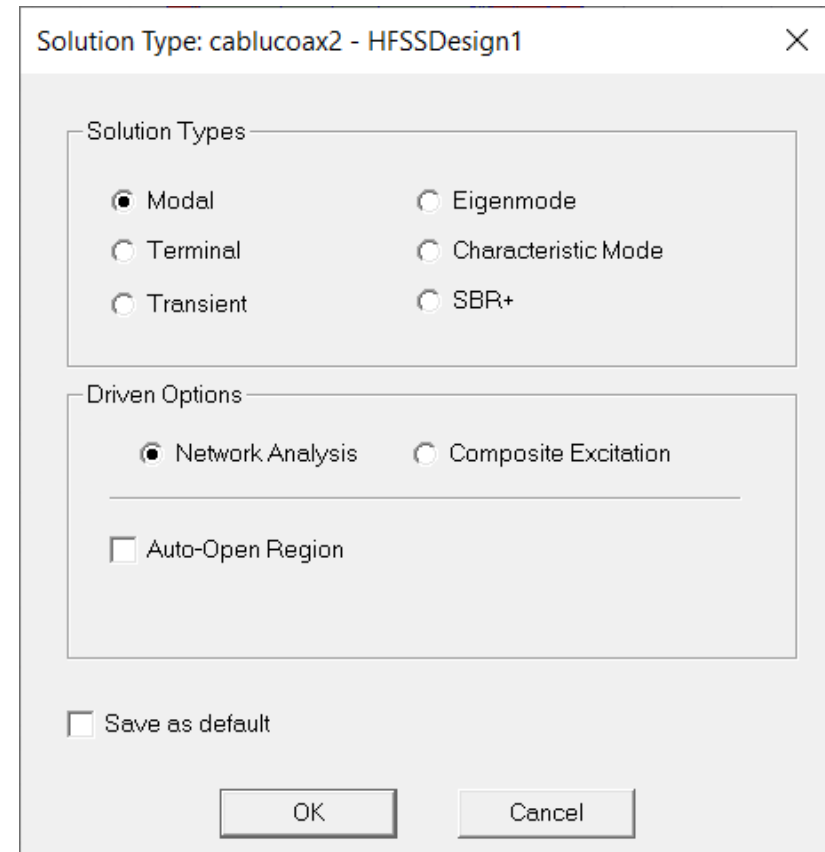 Solution Type: cablucoax2 - HFSSDesign1
Solution Types
Modal
Eigenmode
Terminal
Characteristic Mode
Transient
SBR+
Driven Options
Network Analysis
Composite Excitation
Auto-Open Region
Save as default
OK
Cancel